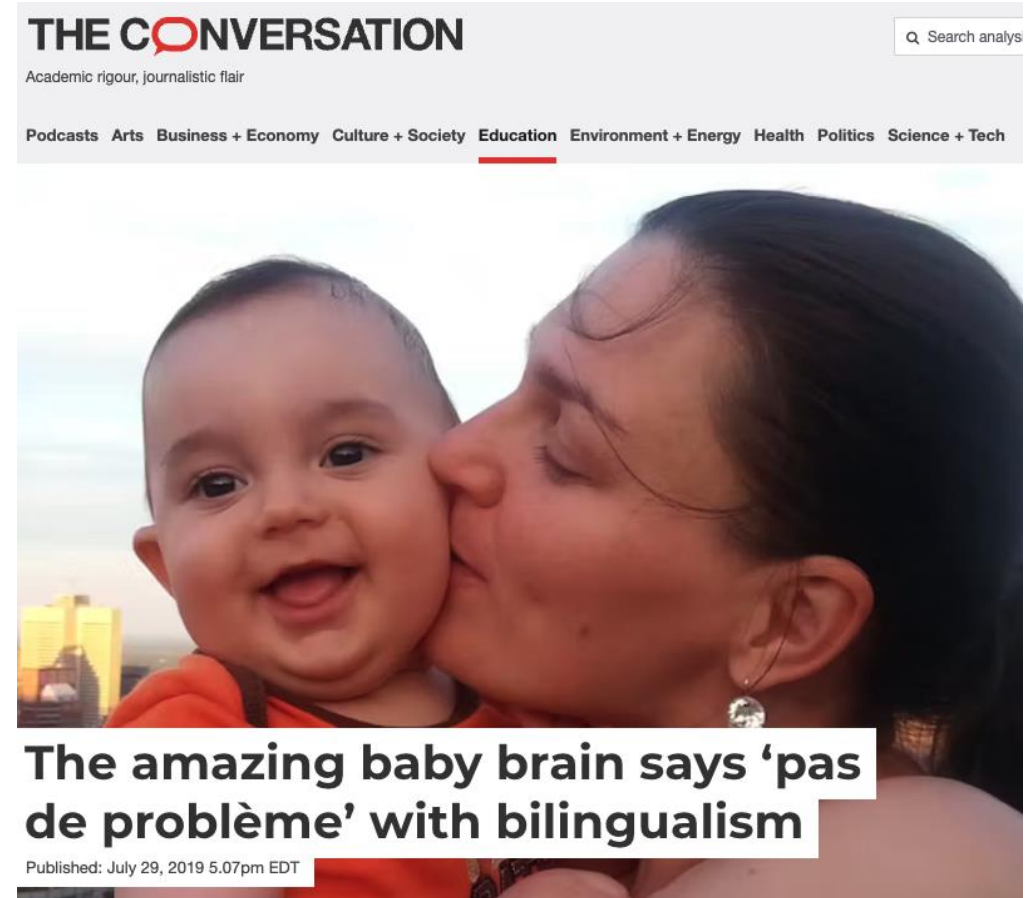 THE CONVERSATION
Search analysi
Academic rigour, journalistic flair
Podcasts Arts Business + Economy Culture + Society Education Environment + Energy Health Politics Science + Tech
The amazing baby brain says ‘pas
de problème’ with bilingualism
Published: July 29, 2019 5.07pm EDT